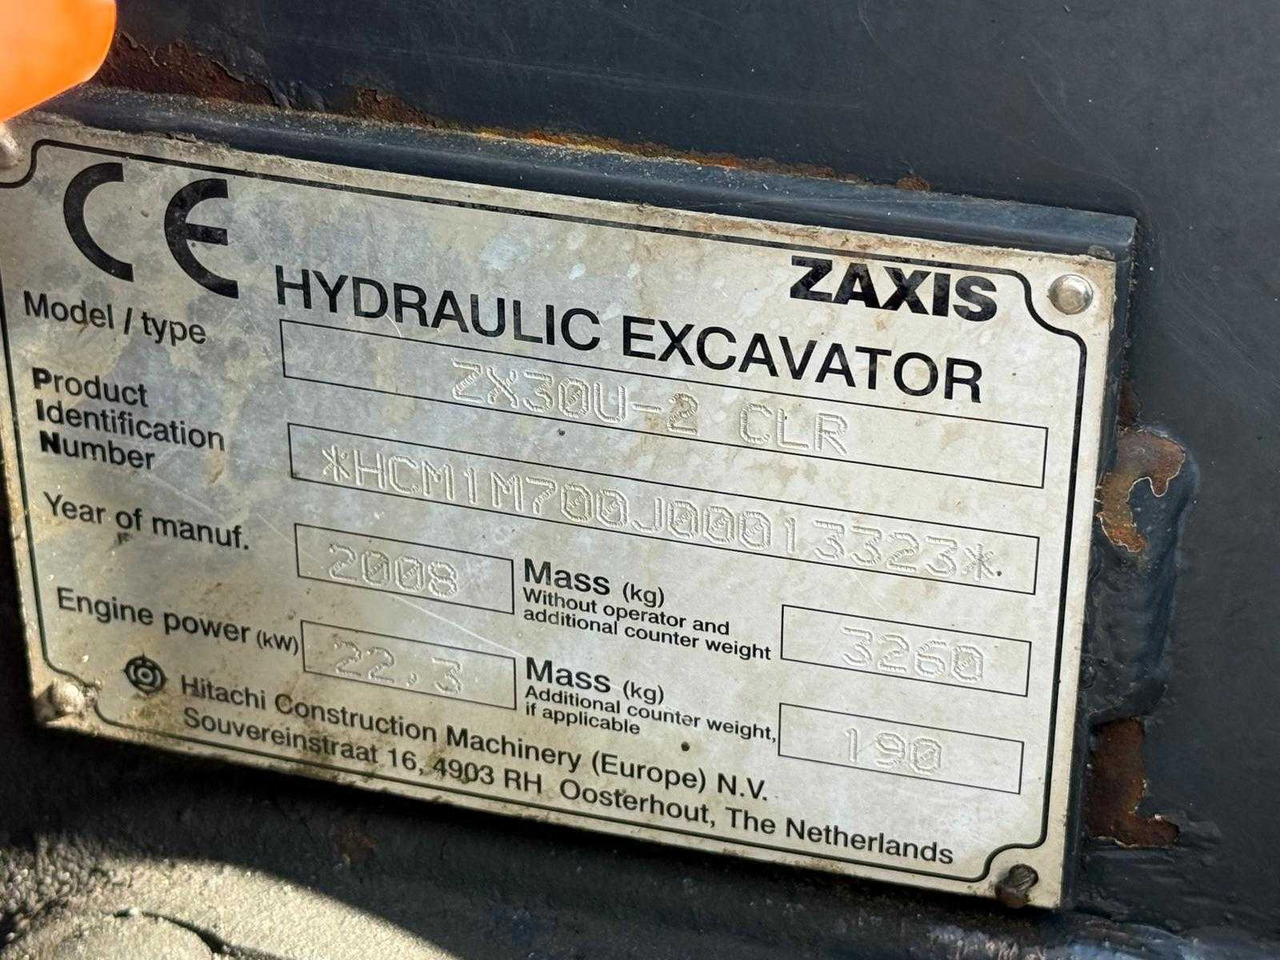 CE
ZAXIS
HYDRAULIC EXCAVATOR
Model / type
ZX30U-2 CLR
Product
Identification
Number
*HCM1M700J00013323*
Year of manuf.
2008
Mass (kg)
Without operator and
additional counter weight
3260
Engine power (kW)
22.3
Mass (kg)
Additional counter weight,
if applicable
190
Hitachi Construction Machinery (Europe) N.V.
Souvereinstraat 16, 4903 RH Oosterhout, The Netherlands